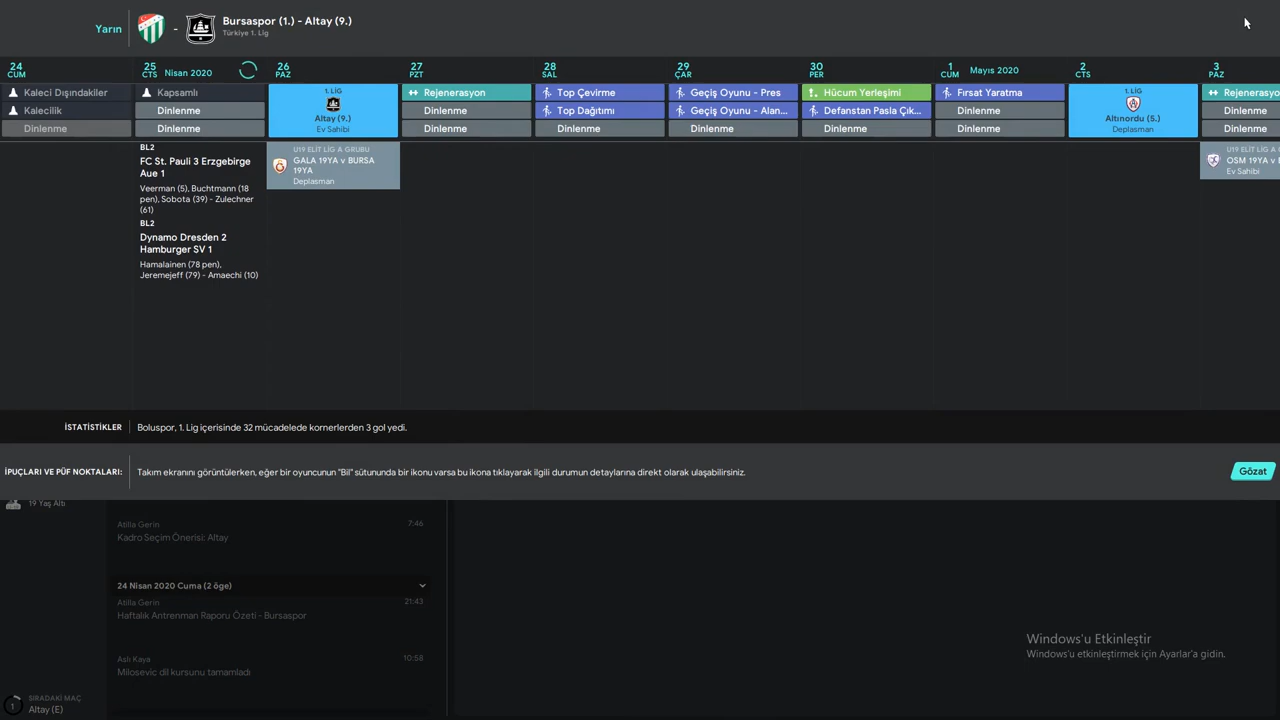 Yarın
Bursaspor (1.) - Altay (9.)
Türkiye 1. Lig
24 CUM
25 CTS Nisan 2020
26 PAZ
27 PZT
28 SAL
29 ÇAR
30 PER
1 CUM Mayıs 2020
2 CTS
3 PAZ
Kaleci Dışındakiler
Kalecilik
Dinlenme
Kapsamlı
Dinlenme
Dinlenme
1. LİG
Altay (9.)
Ev Sahibi
Rejenerasyon
Dinlenme
Dinlenme
Top Çevirme
Top Dağıtımı
Dinlenme
Geçiş Oyunu - Pres
Geçiş Oyunu - Alan...
Dinlenme
Hücum Yerleşimi
Defanstan Pasla Çık...
Dinlenme
Fırsat Yaratma
Dinlenme
Dinlenme
1. LİG
Altınordu (5.)
Deplasman
Rejenerasyo
Dinlenme
Dinlenme
BL2
FC St. Pauli 3 Erzgebirge
Aue 1
Veerman (5), Buchtmann (18
pen), Sobota (39) - Zulechner
(61)
BL2
Dynamo Dresden 2
Hamburger SV 1
Hamalainen (78 pen),
Jeremejeff (79) - Amaechi (10)
U19 ELİT LİG A GRUBU
GALA 19YA v BURSA
19YA
Deplasman
U19 ELİT LİG A G
OSM 19YA v
Ev Sahibi
İSTATİSTİKLER
Boluspor, 1. Lig içerisinde 32 mücadelede kornerlerden 3 gol yedi.
İPUÇLARI VE PÜF NOKTALARI:
Takım ekranını görüntülerken, eğer bir oyuncunun "Bil" sütununda bir ikonu varsa bu ikona tıklayarak ilgili durumun detaylarına direkt olarak ulaşabilirsiniz.
Gözat
19 Yaş Altı
Atilla Gerin 7:46
Kadro Seçim Önerisi: Altay
24 Nisan 2020 Cuma (2 öge)
Atilla Gerin 21:43
Haftalık Antrenman Raporu Özeti - Bursaspor
Aslı Kaya 10:58
Milosevic dil kursunu tamamladı
Windows'u Etkinleştir
Windows'u etkinleştirmek için Ayarlar'a gidin.
1
SIRADAKİ MAÇ
Altay (E)